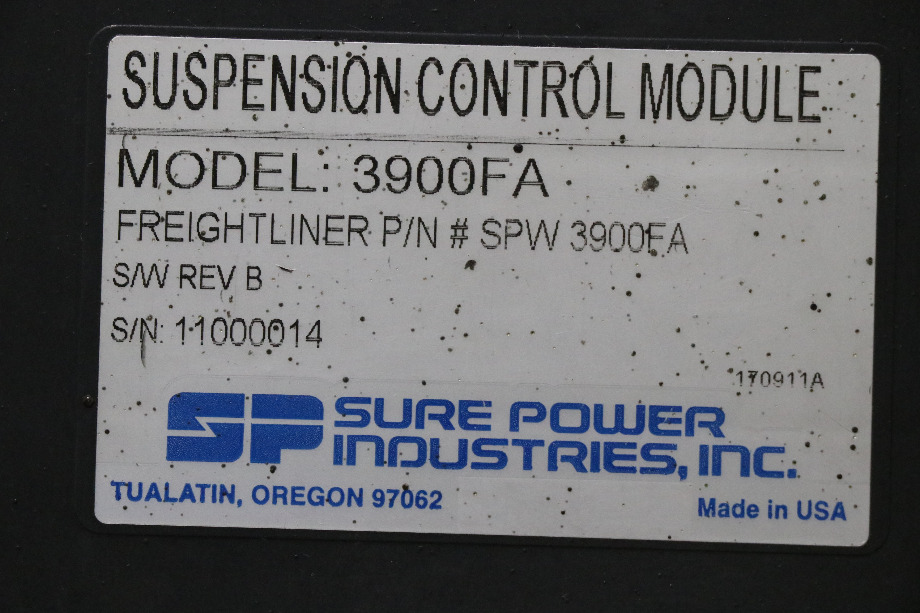 SUSPENSION CONTROL MODULE
MODEL: 3900FA
FREIGHTLINER P/N # SPW 3900FA
S/W REV B
S/N: 11000014
170911A
SP SURE POWER
INDUSTRIES, INC.
TUALATIN, OREGON 97062
Made in USA